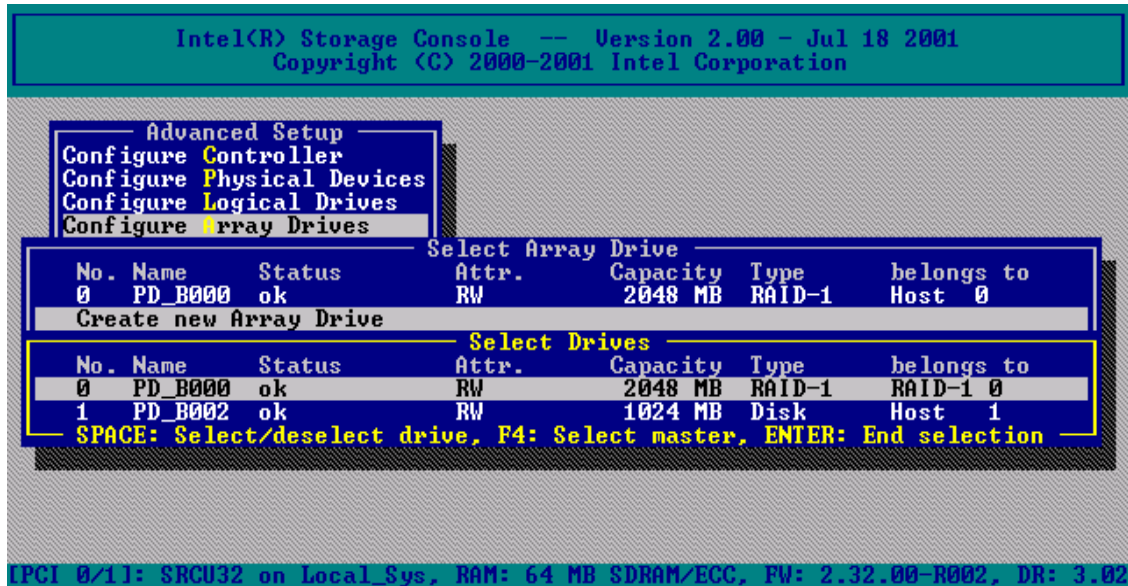 Intel(R) Storage Console -- Version 2.00 - Jul 18 2001
Copyright (C) 2000-2001 Intel Corporation
Advanced Setup
Configure Controller
Configure Physical Devices
Configure Logical Drives
Configure Array Drives
Select Array Drive
No. Name Status Attr. Capacity Type belongs to
0 PD_B000 ok RW 2048 MB RAID-1 Host 0
Create new Array Drive
Select Drives
No. Name Status Attr. Capacity Type belongs to
0 PD_B000 ok RW 2048 MB RAID-1 RAID-1 0
1 PD_B002 ok RW 1024 MB Disk Host 1
SPACE: Select/deselect drive, F4: Select master, ENTER: End selection
[PCI 0/1]: SRCU32 on Local_Sys, RAM: 64 MB SDRAM/ECC, FW: 2.32.00-R002, DR: 3.02